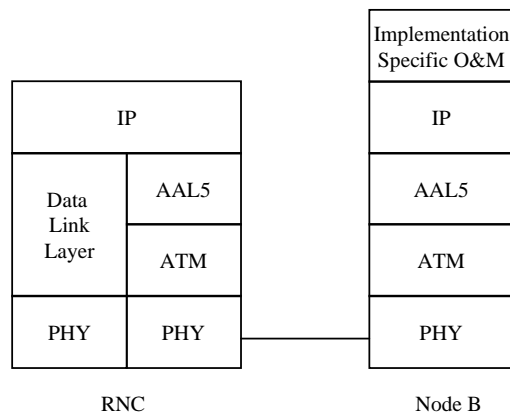 Implementation
Specific O&M
IP
IP
Data
Link
Layer
AAL5
AAL5
ATM
ATM
PHY
PHY
PHY
RNC
Node B